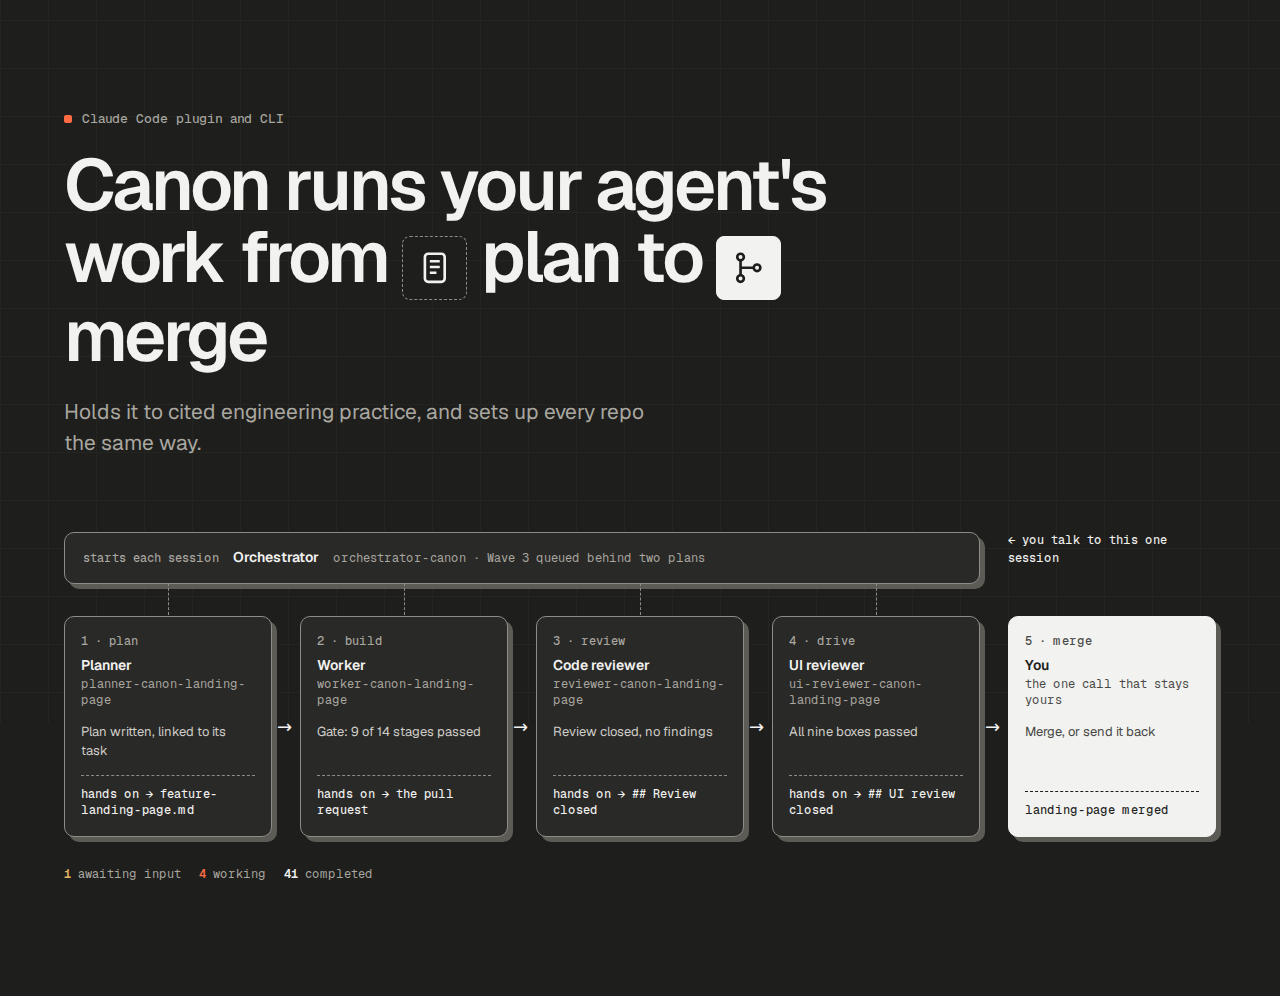 Claude Code plugin and CLI
Canon runs your agent's
work from plan to
merge
Holds it to cited engineering practice, and sets up every repo
the same way.
starts each session Orchestrator orchestrator-canon · Wave 3 queued behind two plans
← you talk to this one
session
1 · plan
Planner
planner-canon-landing-
page
Plan written, linked to its
task
hands on → feature-
landing-page.md
→
2 · build
Worker
worker-canon-landing-
page
Gate: 9 of 14 stages passed
hands on → the pull
request
→
3 · review
Code reviewer
reviewer-canon-landing-
page
Review closed, no findings
hands on → ## Review
closed
→
4 · drive
UI reviewer
ui-reviewer-canon-
landing-page
All nine boxes passed
hands on → ## UI review
closed
→
5 · merge
You
the one call that stays
yours
Merge, or send it back
landing-page merged
1 awaiting input 4 working 41 completed